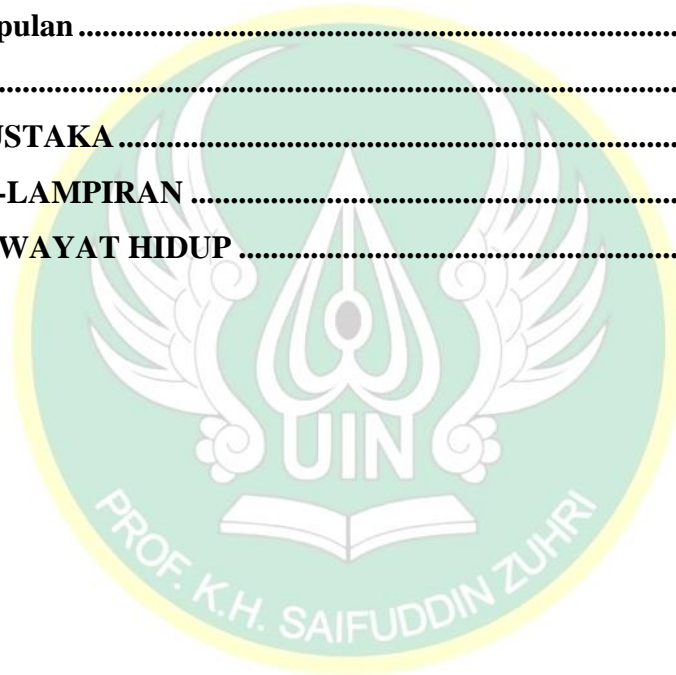 pulan ........................................................................
........................................................................
USTAKA ........................................................................
-LAMPIRAN ........................................................................
WAYAT HIDUP ........................................................................
UIN
PROF. K.H. SAIFUDDIN ZUHRI